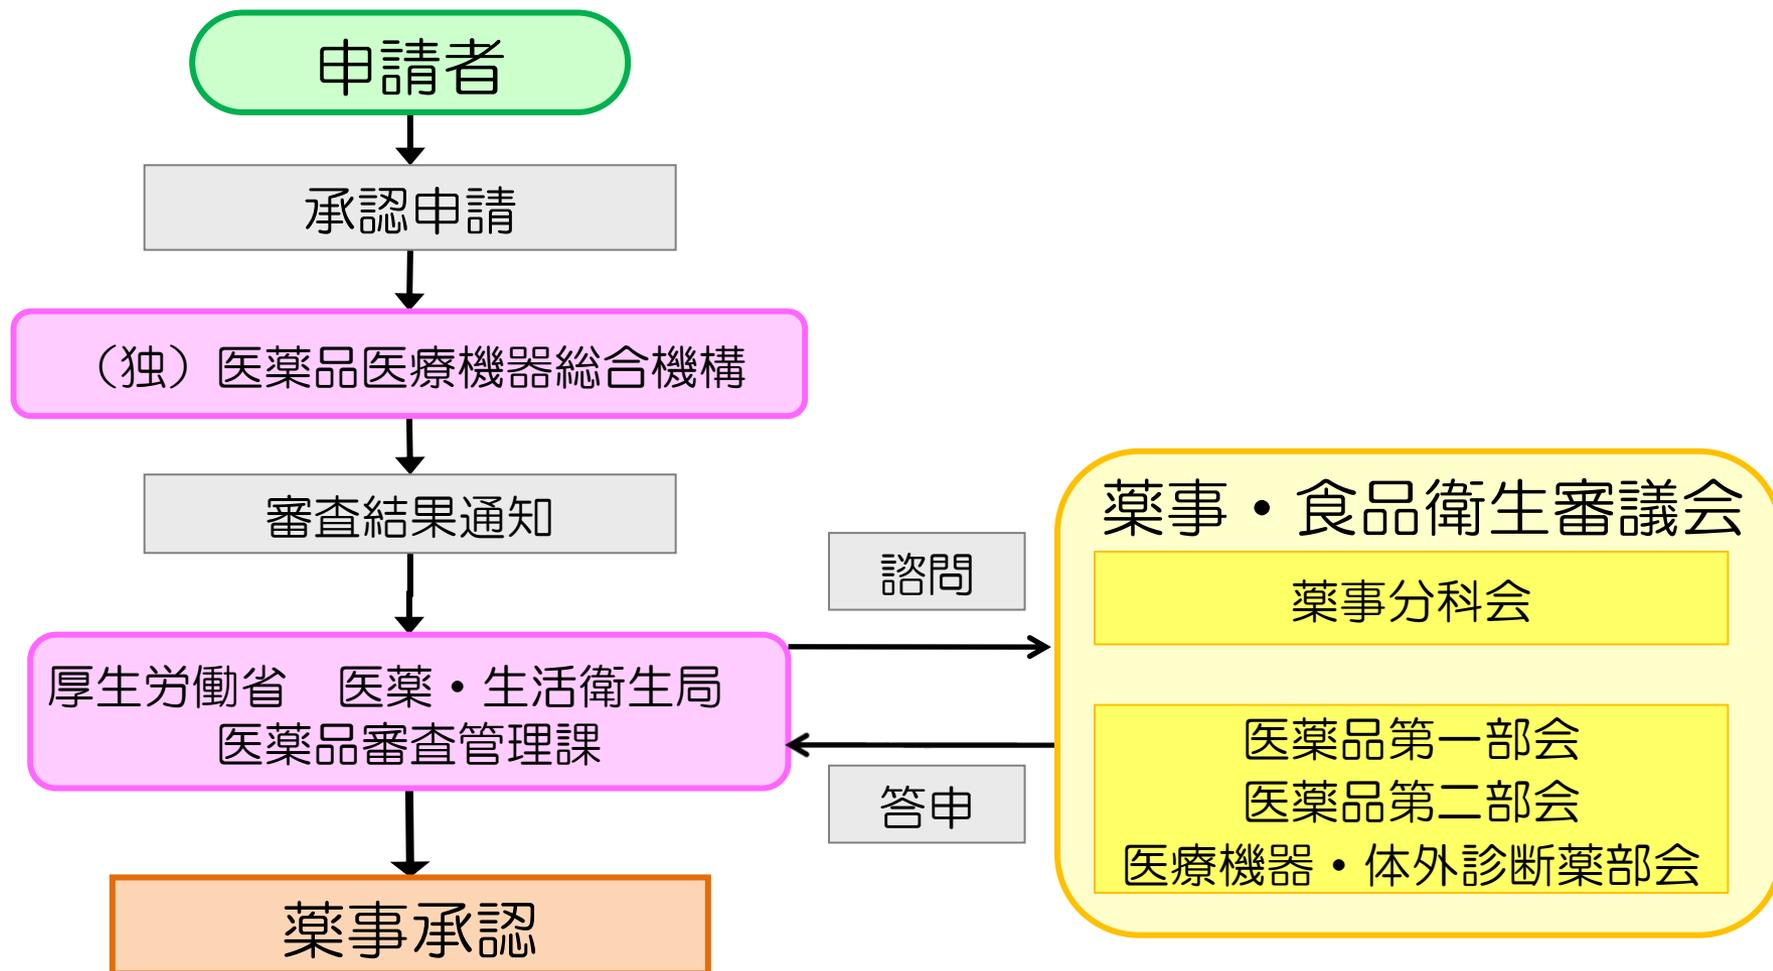 申請者
承認申請
（独）医薬品医療機器総合機構
審査結果通知
厚生労働省　医薬・生活衛生局
医薬品審査管理課
薬事承認
諮問
答申
薬事・食品衛生審議会
薬事分科会
医薬品第一部会
医薬品第二部会
医療機器・体外診断薬部会